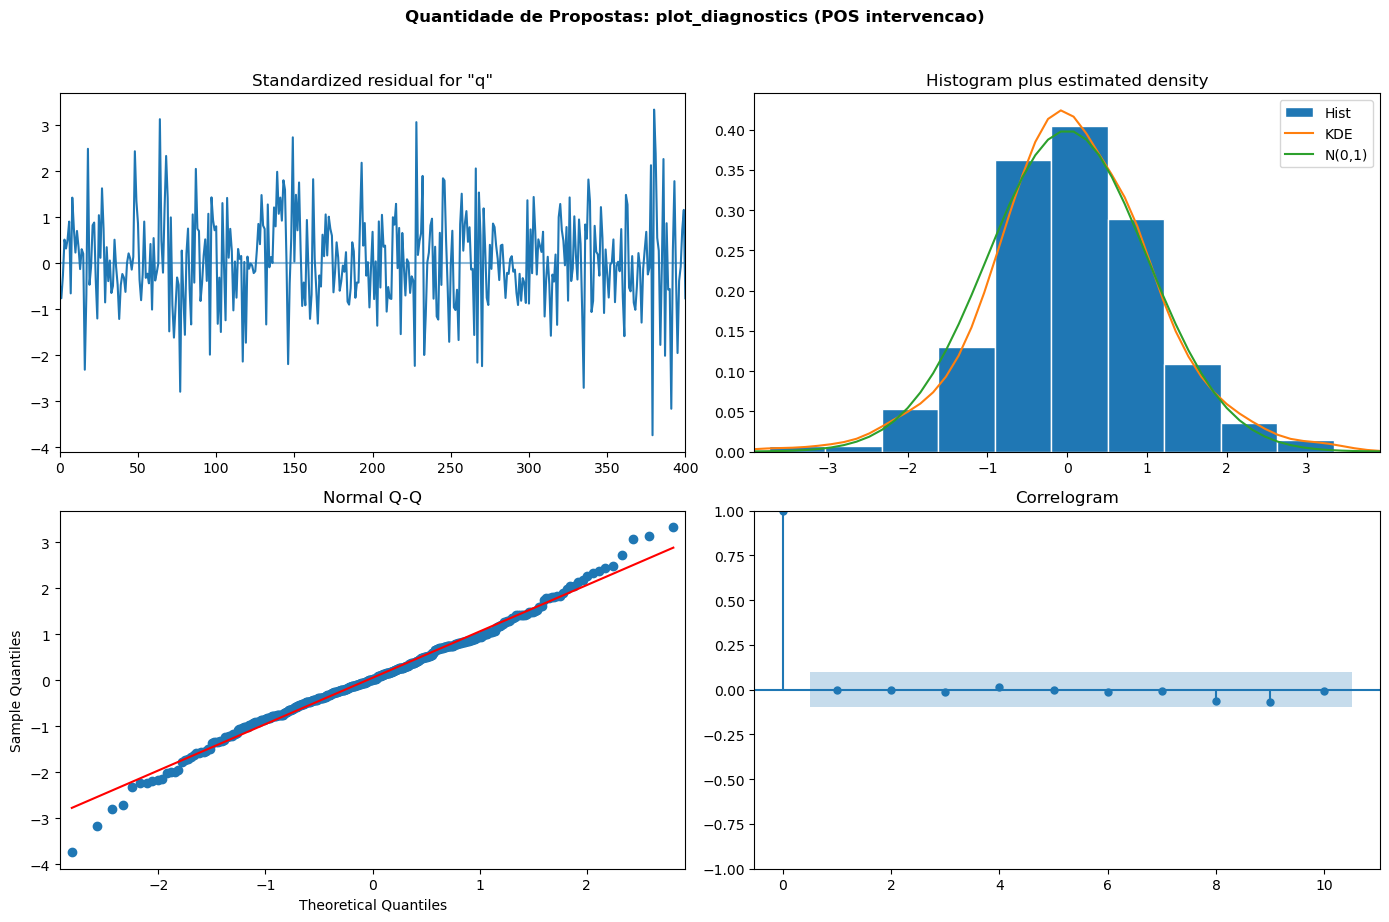 Quantidade de Propostas: plot_diagnostics (POS intervencao)
Standardized residual for "q"
3
2
1
0
−1
−2
−3
−4
0 50 100 150 200 250 300 350 400
Histogram plus estimated density
Hist
KDE
N(0,1)
0.40
0.35
0.30
0.25
0.20
0.15
0.10
0.05
0.00
−3 −2 −1 0 1 2 3
Normal Q-Q
Sample Quantiles
3
2
1
0
−1
−2
−3
−4
−2 −1 0 1 2
Theoretical Quantiles
Correlogram
1.00
0.75
0.50
0.25
0.00
−0.25
−0.50
−0.75
−1.00
0 2 4 6 8 10